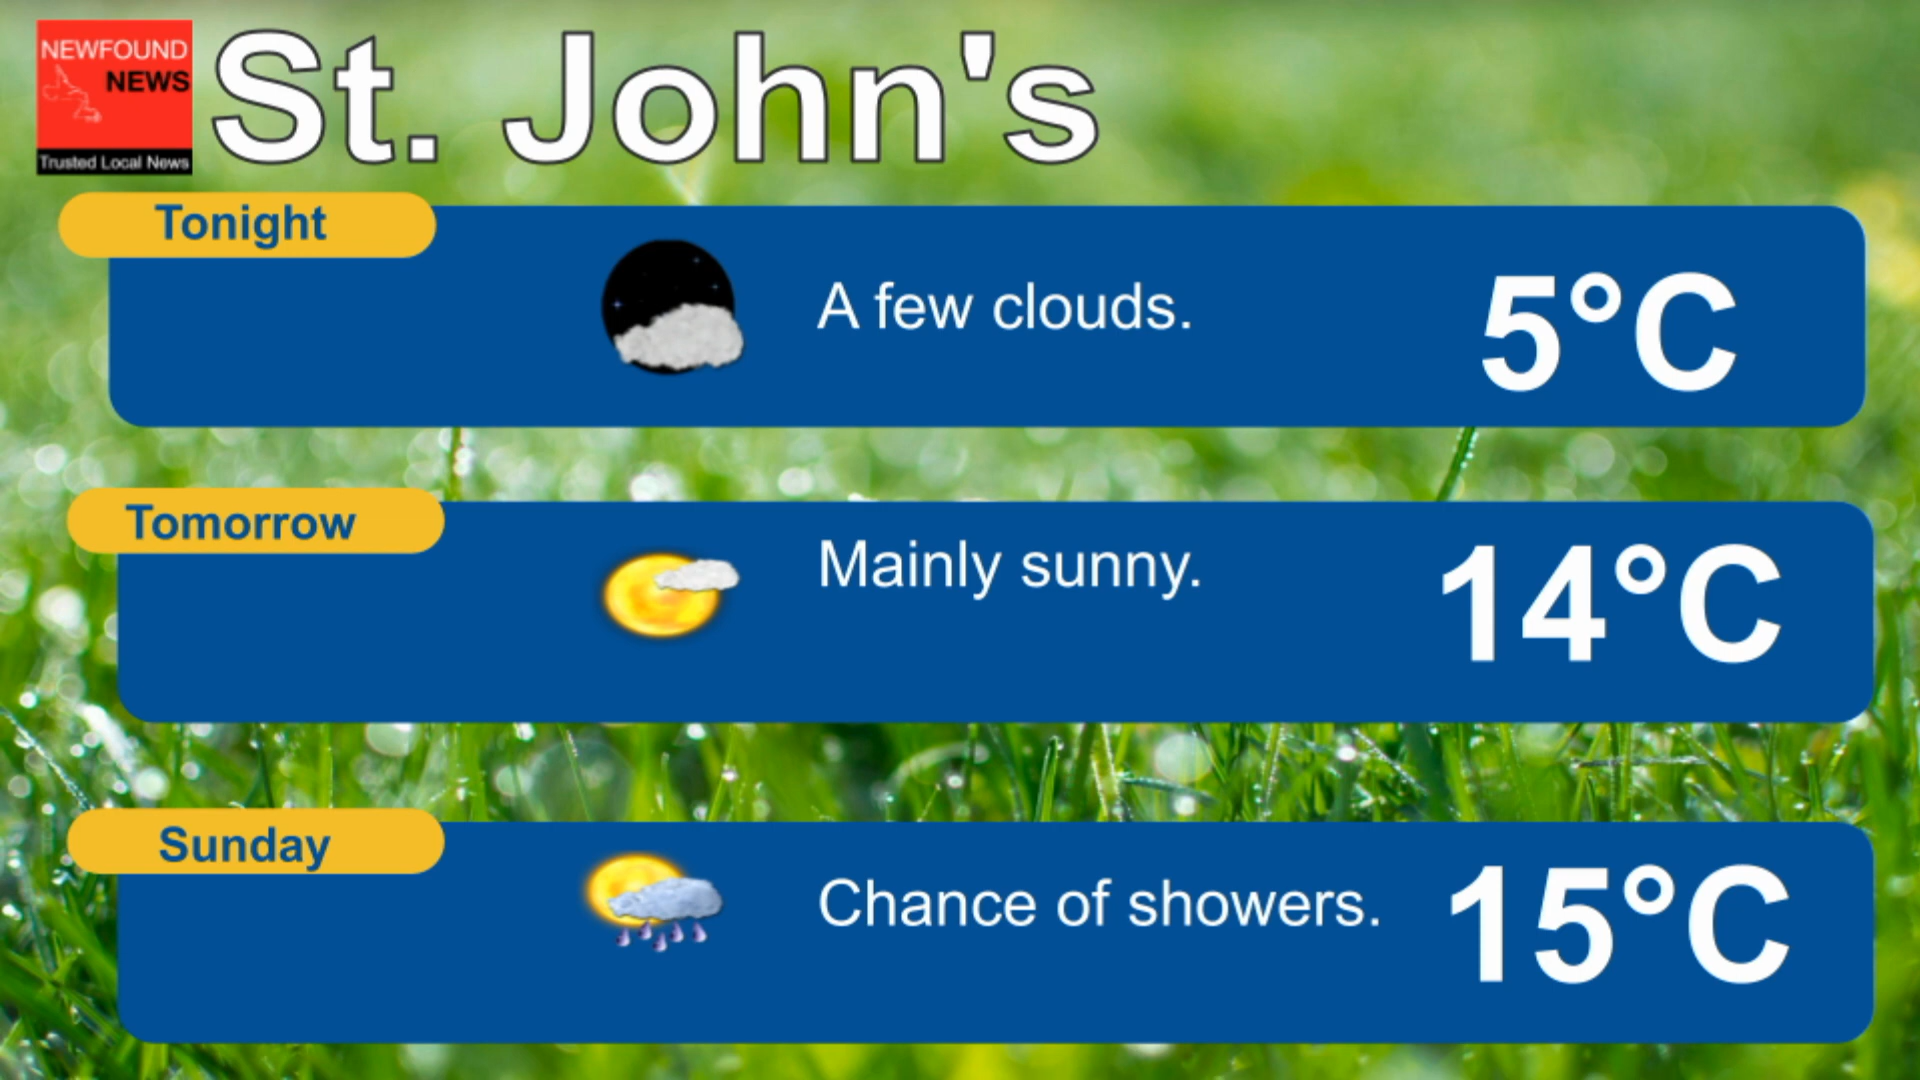 NEWFOUND
NEWS
Trusted Local News
St. John's
Tonight
A few clouds.
5°C
Tomorrow
Mainly sunny.
14°C
Sunday
Chance of showers.
15°C